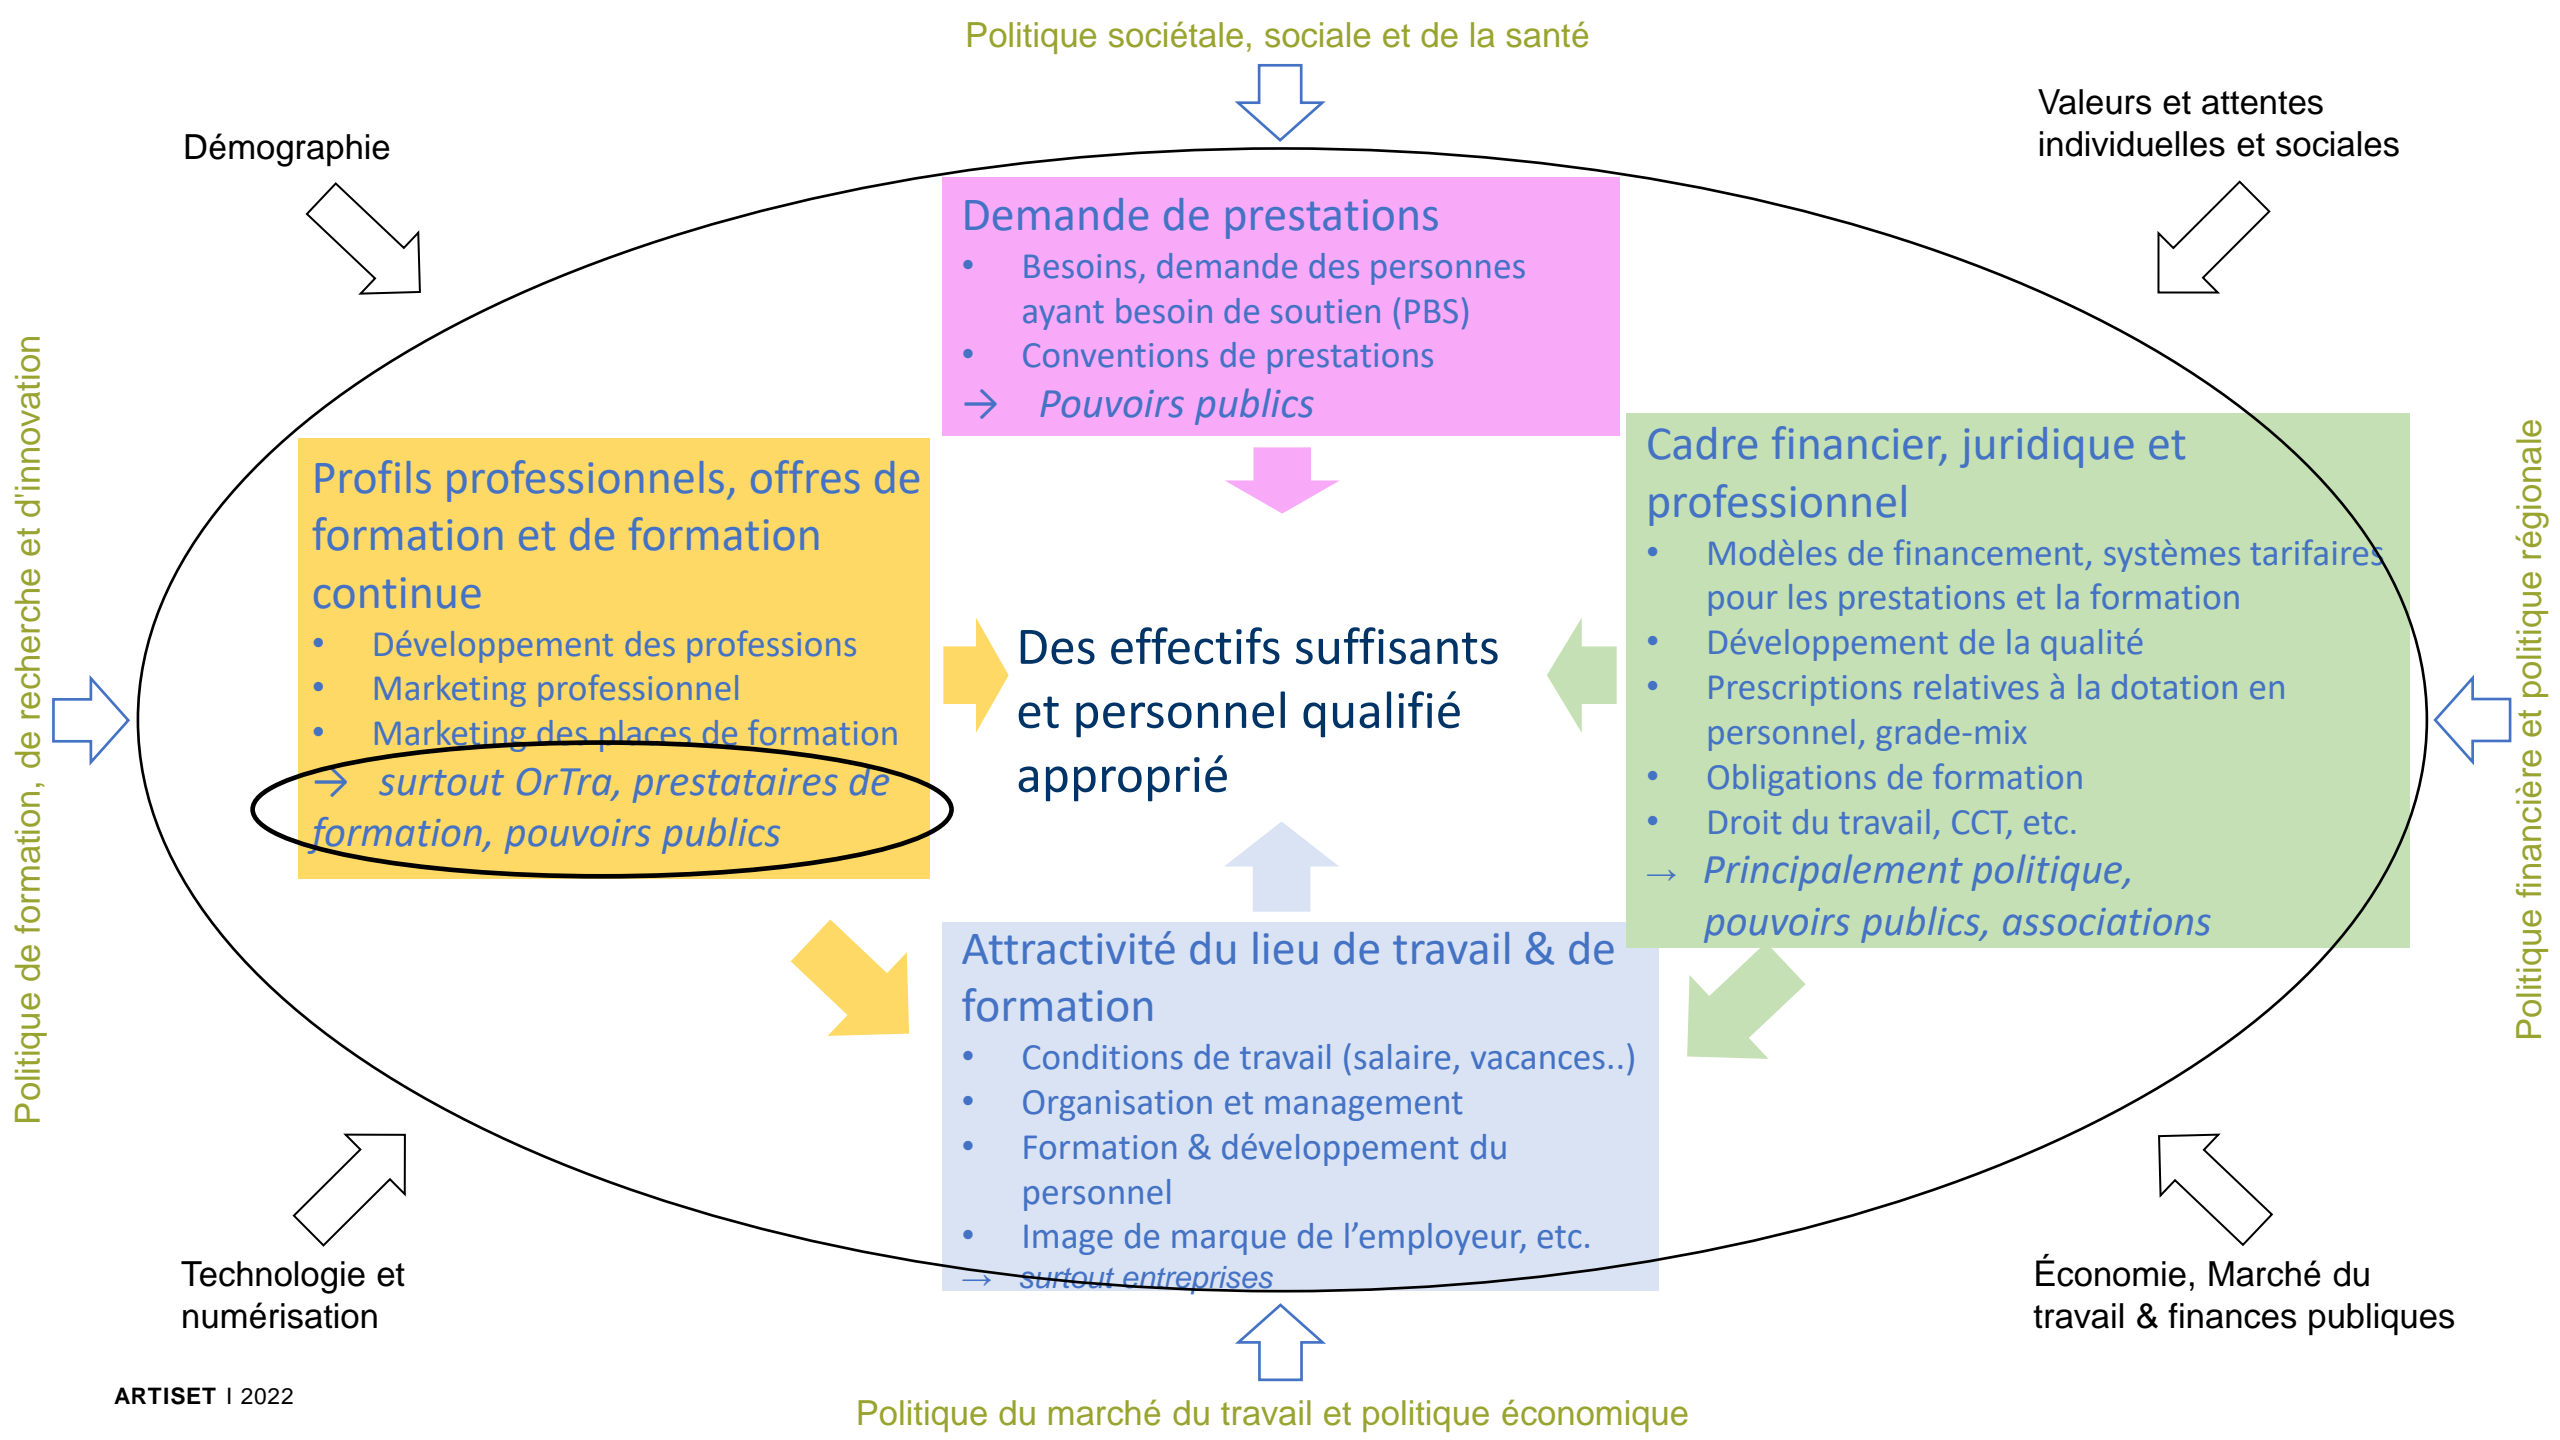 Politique sociétale, sociale et de la santé
Démographie
Valeurs et attentes
individuelles et sociales
Politique de formation, de recherche et d'innovation
Demande de prestations
• Besoins, demande des personnes
ayant besoin de soutien (PBS)
• Conventions de prestations
→ Pouvoirs publics
Profils professionnels, offres de
formation et de formation
continue
• Développement des professions
• Marketing professionnel
• Marketing des places de formation
→ surtout OrTra, prestataires de
formation, pouvoirs publics
Des effectifs suffisants
et personnel qualifié
approprié
Cadre financier, juridique et
professionnel
• Modèles de financement, systèmes tarifaires
pour les prestations et la formation
• Développement de la qualité
• Prescriptions relatives à la dotation en
personnel, grade-mix
• Obligations de formation
• Droit du travail, CCT, etc.
→ Principalement politique,
pouvoirs publics, associations
Politique financière et politique régionale
Attractivité du lieu de travail & de
formation
• Conditions de travail (salaire, vacances..)
• Organisation et management
• Formation & développement du
personnel
• Image de marque de l’employeur, etc.
→ surtout entreprises
Technologie et
numérisation
Économie, Marché du
travail & finances publiques
ARTISET I 2022
Politique du marché du travail et politique économique